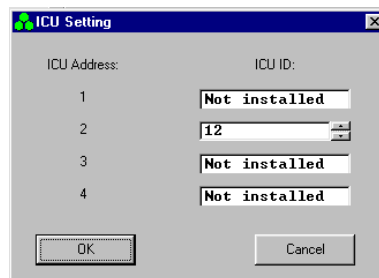 ICU Setting
ICU Address: ICU ID:
1 Not installed
2 12
3 Not installed
4 Not installed
OK Cancel